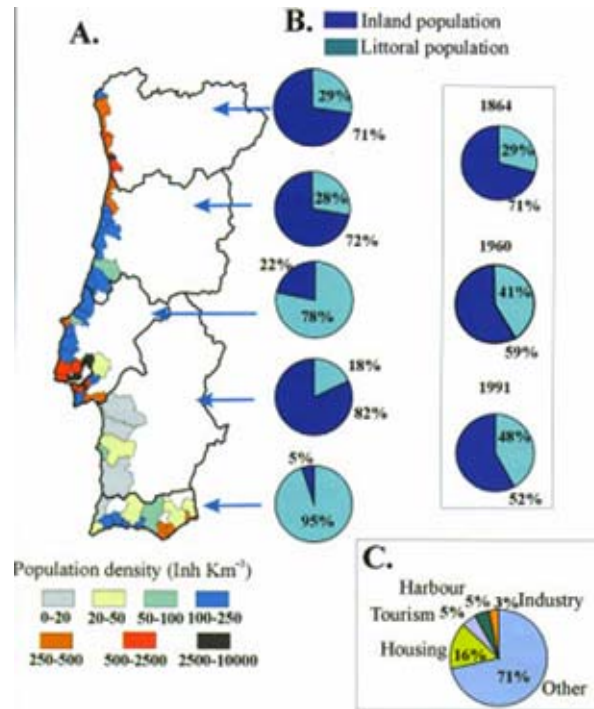 A.
B.
Inland population
Littoral population
29%
71%
28%
72%
22%
78%
18%
82%
5%
95%
1864
29%
71%
1960
41%
59%
1991
48%
52%
Population density (Inh Km⁻²)
0-20 20-50 50-100 100-250
250-500 500-2500 2500-10000
C.
Harbour
5% 3% Industry
Tourism 5%
Housing
16%
71%
Other